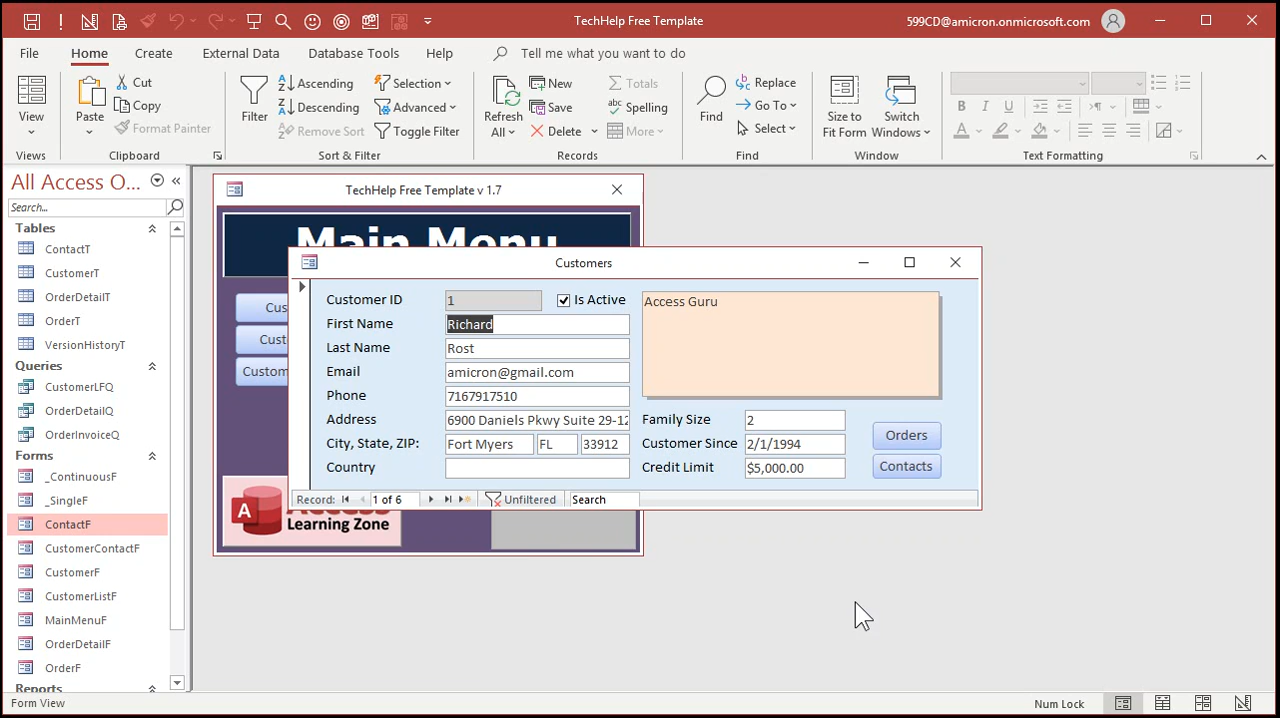 TechHelp Free Template
599CD@amicron.onmicrosoft.com
File Home Create External Data Database Tools Help Tell me what you want to do
View
Views
Paste
Cut
Copy
Format Painter
Clipboard
Filter
Ascending
Descending
Remove Sort
Selection
Advanced
Toggle Filter
Sort & Filter
Refresh
All
New
Save
Delete
Totals
Spelling
More
Records
Find
Replace
Go To
Select
Find
Size to
Fit Form
Switch
Windows
Window
B I U
A
Text Formatting
All Access O...
Search...
Tables
ContactT
CustomerT
OrderDetailT
OrderT
VersionHistoryT
Queries
CustomerLFQ
OrderDetailQ
OrderInvoiceQ
Forms
_ContinuousF
_SingleF
ContactF
CustomerContactF
CustomerF
CustomerListF
MainMenuF
OrderDetailF
OrderF
Reports
TechHelp Free Template v 1.7
Main Menu
Cus
Cust
Custom
A
Learning Zone
Customers
Customer ID 1 Is Active
First Name Richard
Last Name Rost
Email amicron@gmail.com
Phone 7167917510
Address 6900 Daniels Pkwy Suite 29-12
City, State, ZIP: Fort Myers FL 33912
Country
Access Guru
Family Size 2
Customer Since 2/1/1994
Credit Limit $5,000.00
Orders
Contacts
Record: 1 of 6 Unfiltered Search
Form View
Num Lock